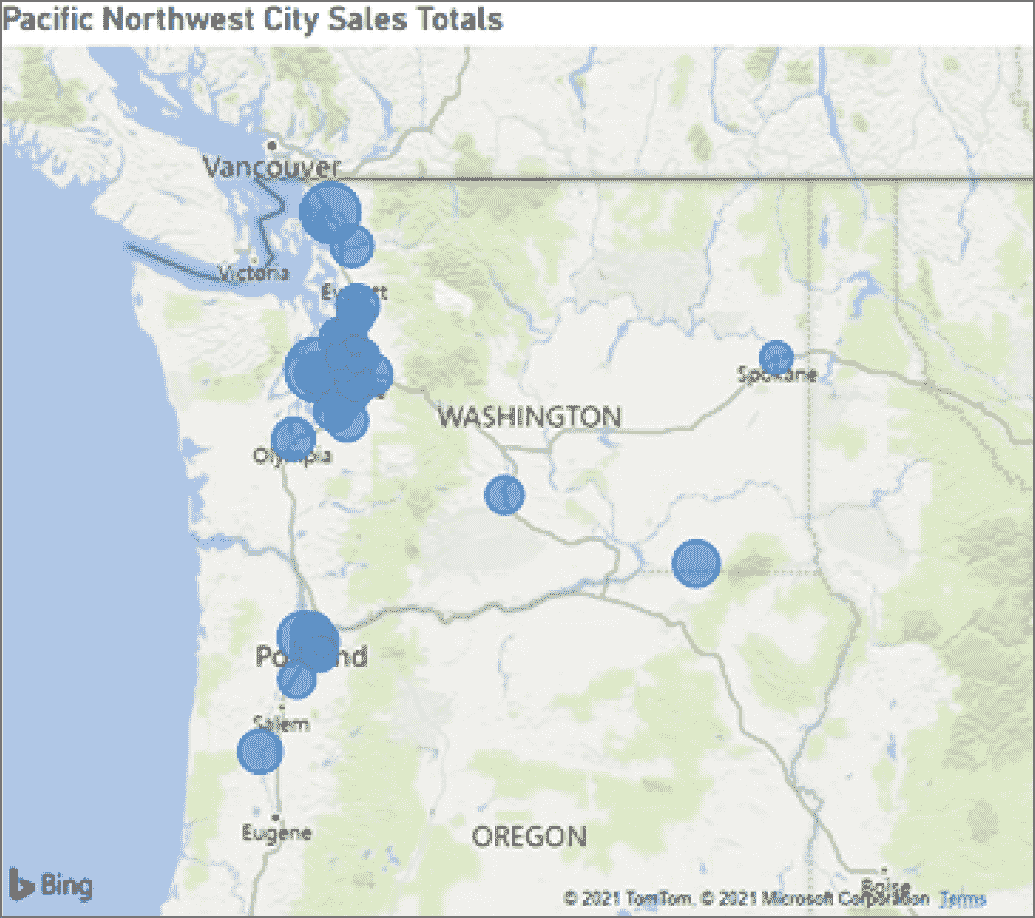 Pacific Northwest City Sales Totals
Vancouver
Victoria
Spokane
WASHINGTON
Olympia
Salem
Eugene
OREGON
Boise
Bing
© 2021 TomTom, © 2021 Microsoft Corporation Terms